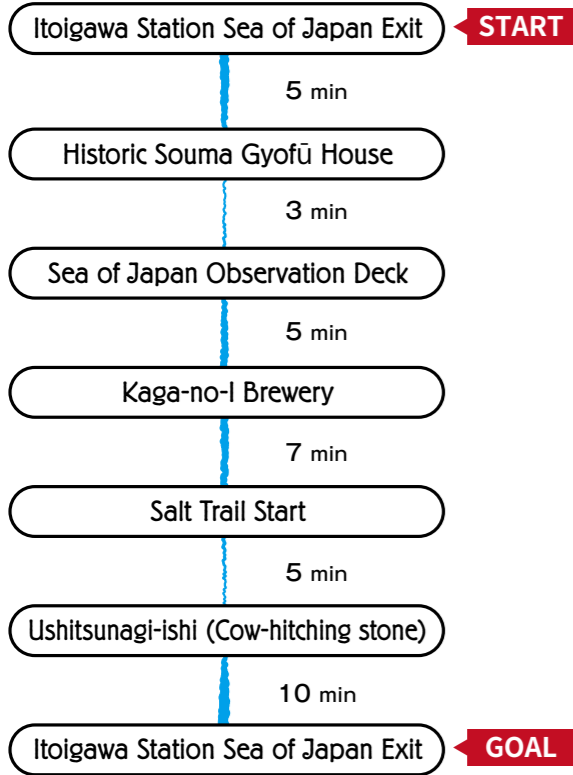 Itoigawa Station Sea of Japan Exit START
5 min
Historic Souma Gyofū House
3 min
Sea of Japan Observation Deck
5 min
Kaga-no-I Brewery
7 min
Salt Trail Start
5 min
Ushitsunagi-ishi (Cow-hitching stone)
10 min
Itoigawa Station Sea of Japan Exit GOAL